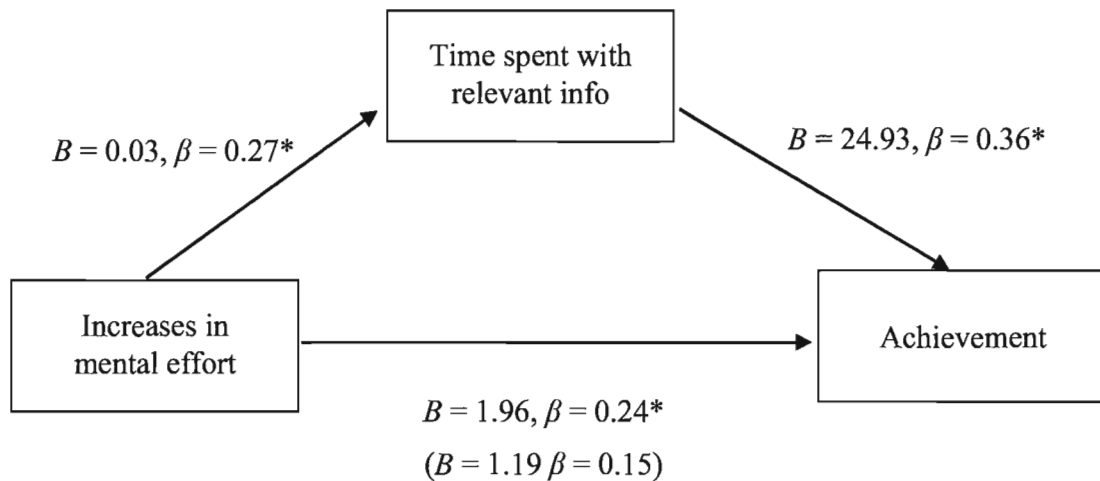 Time spent with
relevant info
B = 0.03, β = 0.27*
B = 24.93, β = 0.36*
Increases in
mental effort
Achievement
B = 1.96, β = 0.24*
(B = 1.19 β = 0.15)